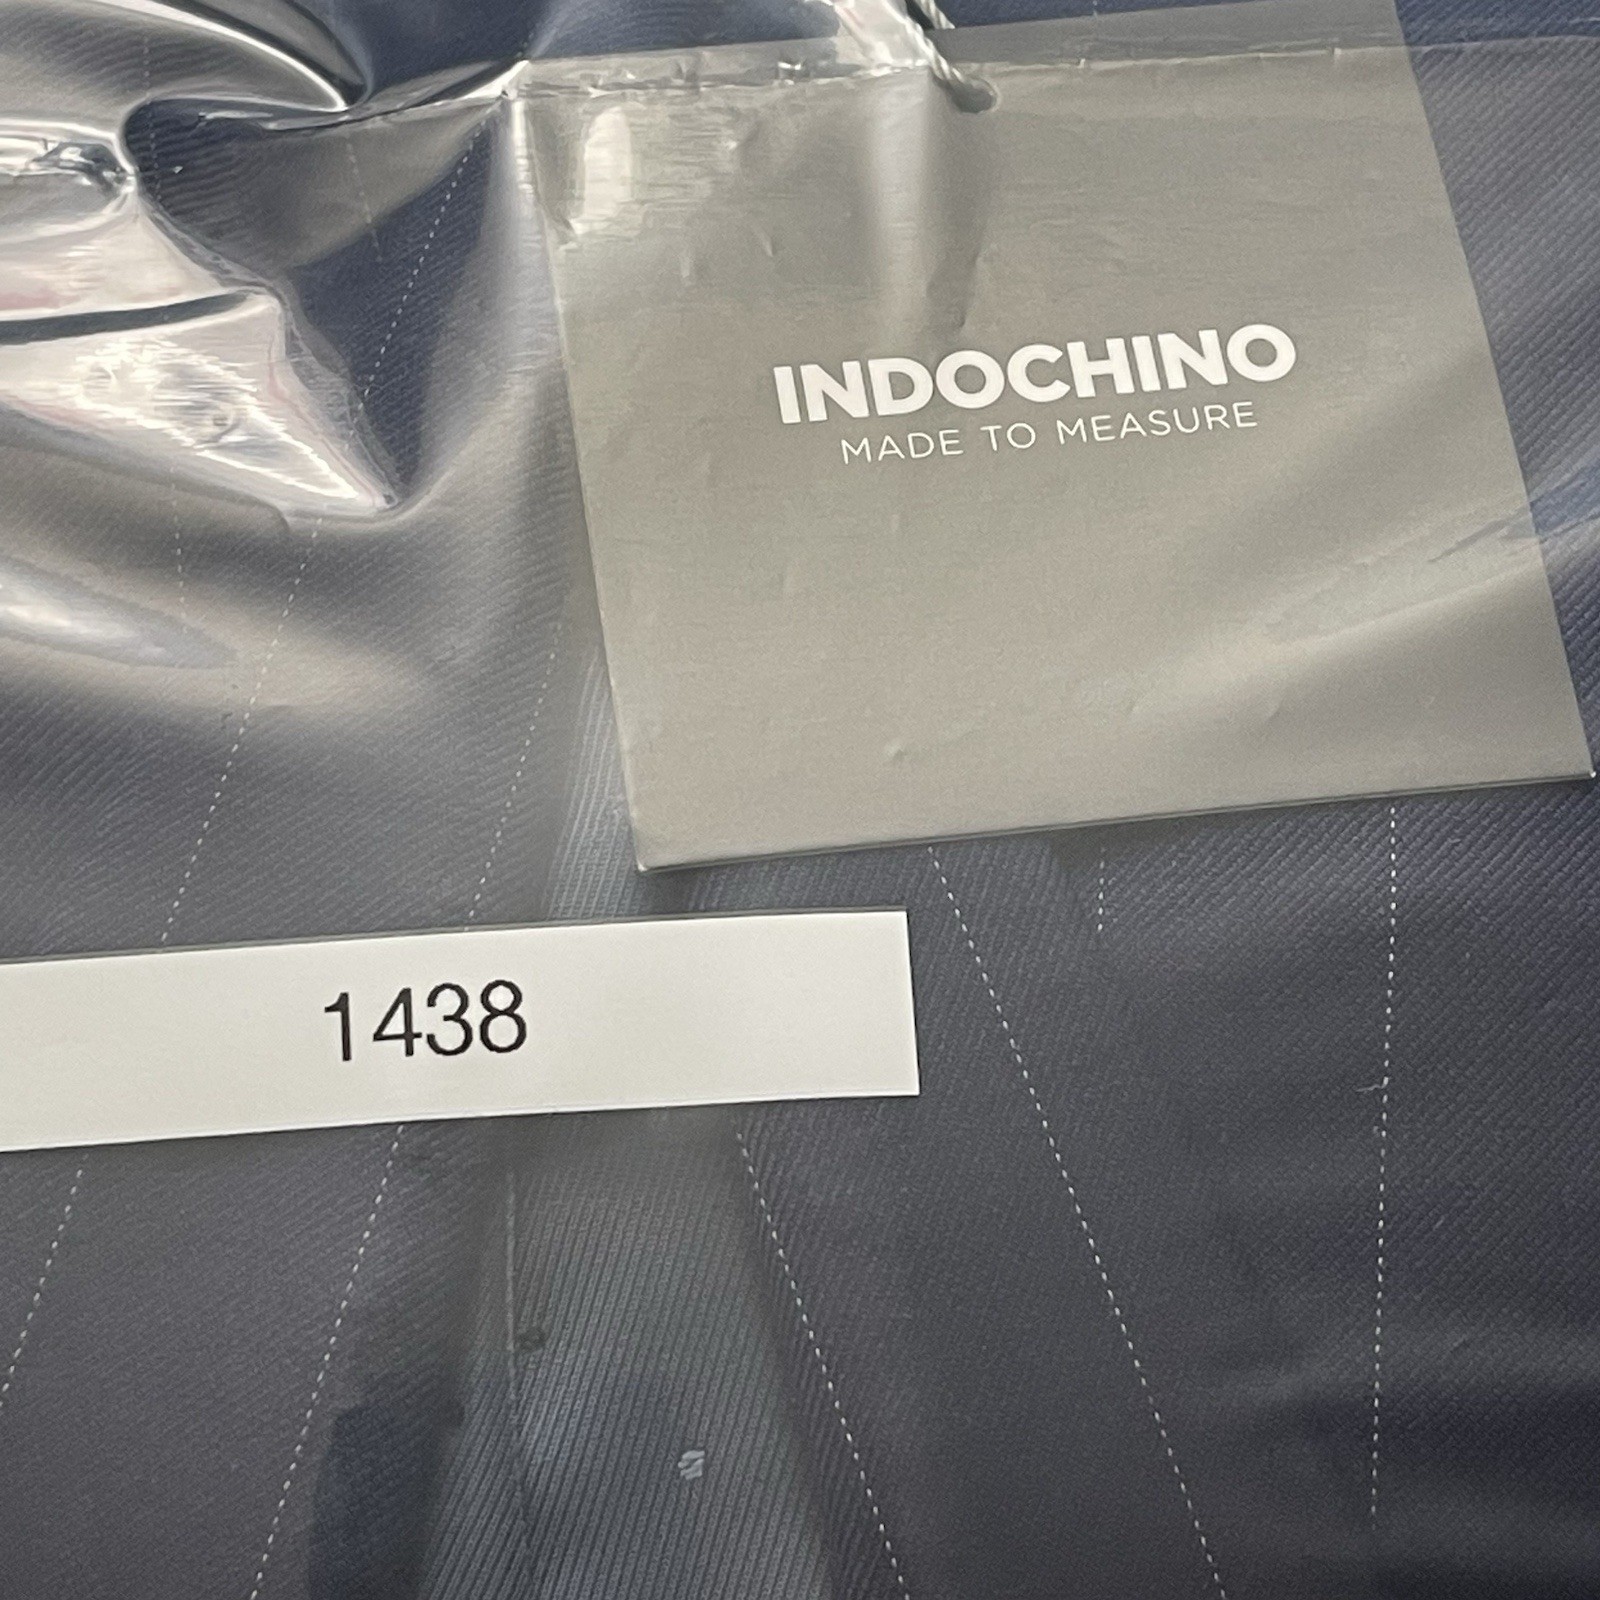 INDOCHINO
MADE TO MEASURE
1438